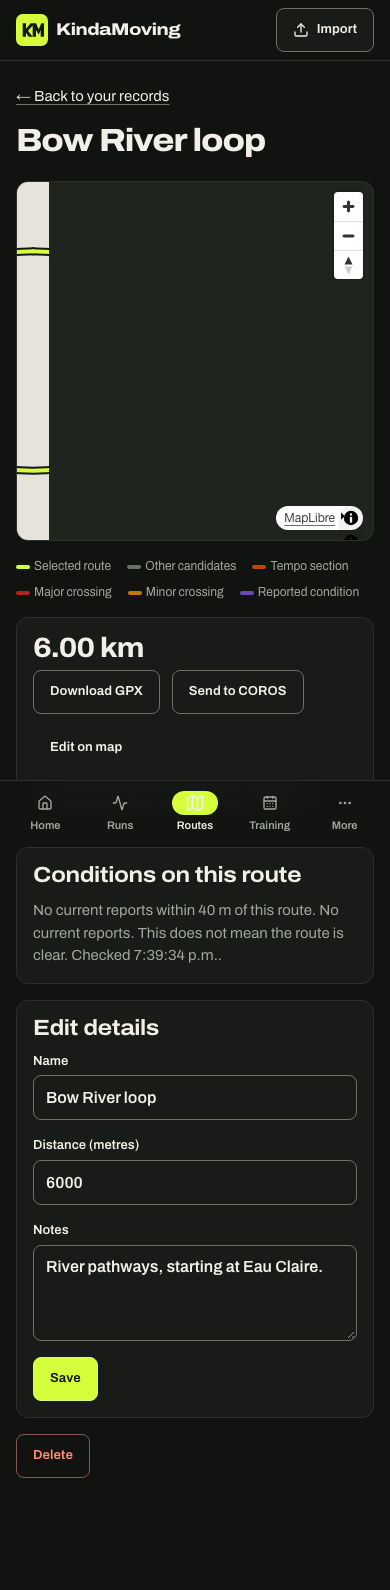 KM KindaMoving
Import
← Back to your records
Bow River loop
MapLibre
Selected route
Other candidates
Tempo section
Major crossing
Minor crossing
Reported condition
6.00 km
Download GPX
Send to COROS
Edit on map
Home
Runs
Routes
Training
More
Conditions on this route
No current reports within 40 m of this route. No
current reports. This does not mean the route is
clear. Checked 7:39:34 p.m..
Edit details
Name
Bow River loop
Distance (metres)
6000
Notes
River pathways, starting at Eau Claire.
Save
Delete